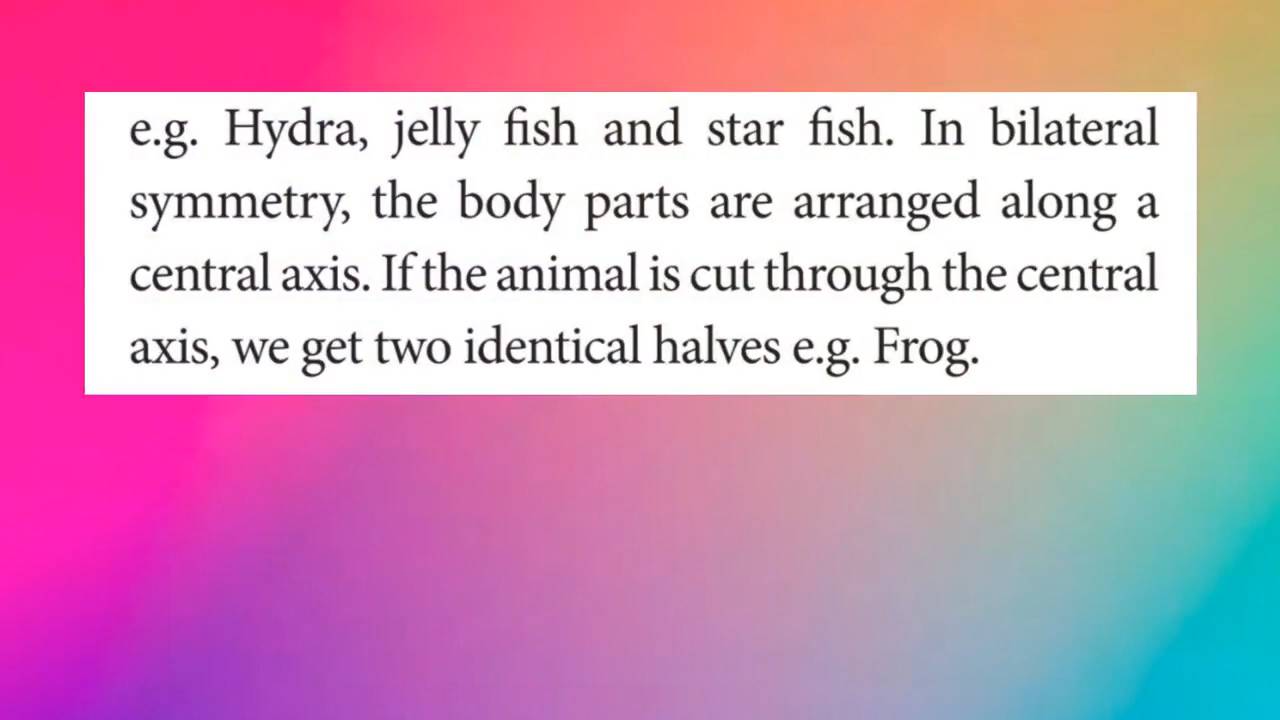 e.g. Hydra, jelly fish and star fish. In bilateral
symmetry, the body parts are arranged along a
central axis. If the animal is cut through the central
axis, we get two identical halves e.g. Frog.